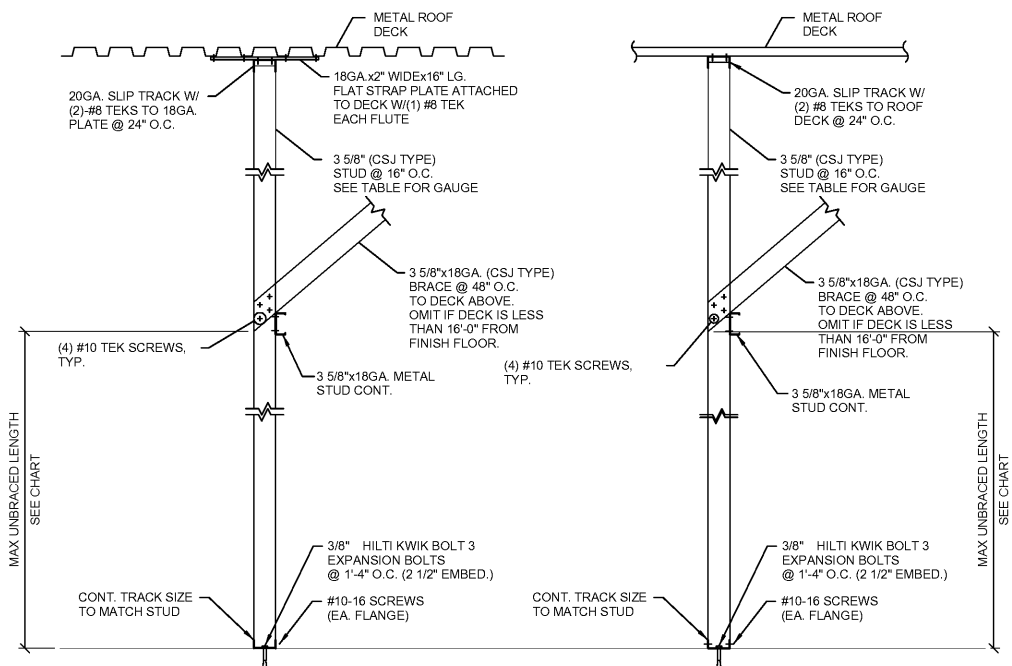 METAL ROOF
DECK
20GA. SLIP TRACK W/
(2)-#8 TEKS TO 18GA.
PLATE @ 24" O.C.
18GA.x2" WIDEx16" LG.
FLAT STRAP PLATE ATTACHED
TO DECK W/(1) #8 TEK
EACH FLUTE
3 5/8" (CSJ TYPE)
STUD @ 16" O.C.
SEE TABLE FOR GAUGE
3 5/8"x18GA. (CSJ TYPE)
BRACE @ 48" O.C.
TO DECK ABOVE.
OMIT IF DECK IS LESS
THAN 16'-0" FROM
FINISH FLOOR.
(4) #10 TEK SCREWS,
TYP.
3 5/8"x18GA. METAL
STUD CONT.
MAX UNBRACED LENGTH
SEE CHART
3/8" HILTI KWIK BOLT 3
EXPANSION BOLTS
@ 1'-4" O.C. (2 1/2" EMBED.)
CONT. TRACK SIZE
TO MATCH STUD
#10-16 SCREWS
(EA. FLANGE)
METAL ROOF
DECK
20GA. SLIP TRACK W/
(2) #8 TEKS TO ROOF
DECK @ 24" O.C.
3 5/8" (CSJ TYPE)
STUD @ 16" O.C.
SEE TABLE FOR GAUGE
3 5/8"x18GA. (CSJ TYPE)
BRACE @ 48" O.C.
TO DECK ABOVE.
OMIT IF DECK IS LESS
THAN 16'-0" FROM
FINISH FLOOR.
(4) #10 TEK SCREWS,
TYP.
3 5/8"x18GA. METAL
STUD CONT.
MAX UNBRACED LENGTH
SEE CHART
3/8" HILTI KWIK BOLT 3
EXPANSION BOLTS
@ 1'-4" O.C. (2 1/2" EMBED.)
CONT. TRACK SIZE
TO MATCH STUD
#10-16 SCREWS
(EA. FLANGE)